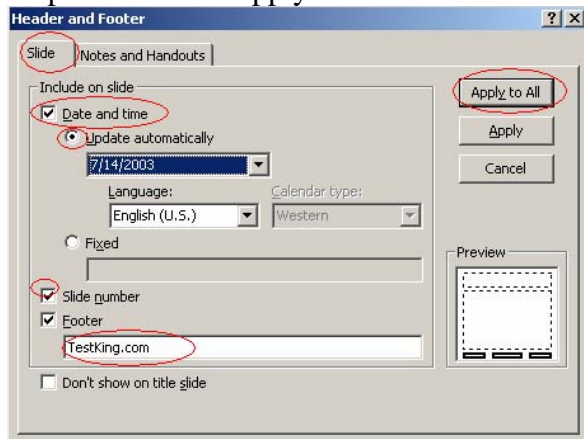 Header and Footer
Slide Notes and Handouts
Include on slide
Date and time
Update automatically
7/14/2003
Language: Calendar type:
English (U.S.) Western
Fixed
Slide number
Footer
TestKing.com
Don't show on title slide
Apply to All
Apply
Cancel
Preview